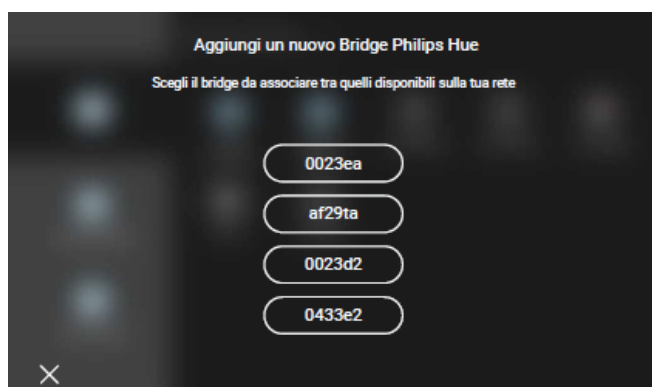 Aggiungi un nuovo Bridge Philips Hue
Scegli il bridge da associare tra quelli disponibili sulla tua rete
0023ea
af29ta
0023d2
0433e2